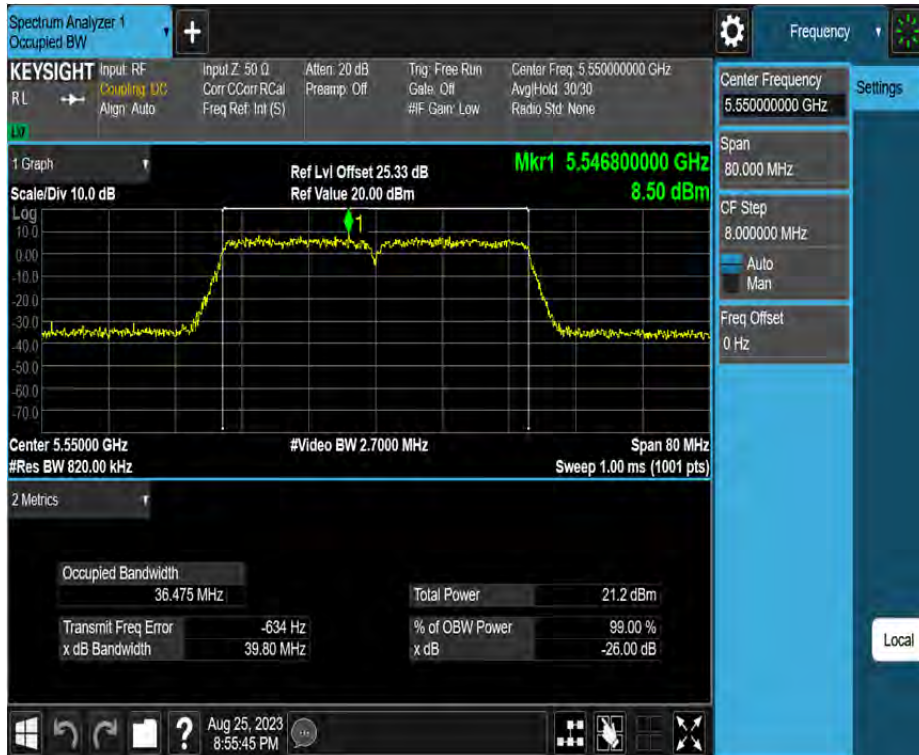 Spectrum Analyzer 1
Occupied BW
+
Frequency
KEYSIGHT
RL
LXI
Input: RF
Coupling: DC
Align: Auto
Input Z: 50 Ω
Corr CCorr RCal
Freq Ref: Int (S)
Atten: 20 dB
Preamp: Off
Trig: Free Run
Gate: Off
#IF Gain: Low
Center Freq: 5.550000000 GHz
Avg|Hold: 30/30
Radio Std: None
Center Frequency
5.550000000 GHz
Settings
Span
80.000 MHz
CF Step
8.000000 MHz
Auto
Man
Freq Offset
0 Hz
Local
1 Graph
Scale/Div 10.0 dB
Ref Lvl Offset 25.33 dB
Ref Value 20.00 dBm
Mkr1 5.546800000 GHz
8.50 dBm
Log
10.0
0.00
-10.0
-20.0
-30.0
-40.0
-50.0
-60.0
-70.0
1
Center 5.55000 GHz
#Res BW 820.00 kHz
#Video BW 2.7000 MHz
Span 80 MHz
Sweep 1.00 ms (1001 pts)
2 Metrics
Occupied Bandwidth
36.475 MHz
Total Power 21.2 dBm
Transmit Freq Error -634 Hz
% of OBW Power 99.00 %
x dB Bandwidth 39.80 MHz
x dB -26.00 dB
?
Aug 25, 2023
8:55:45 PM